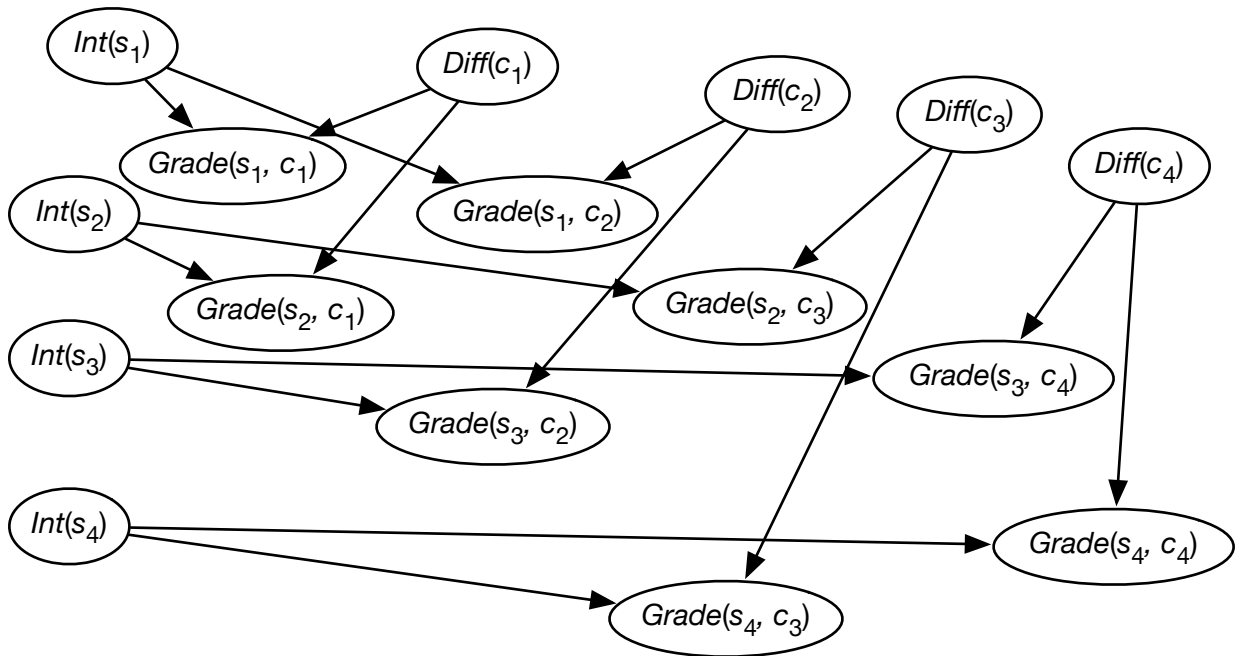 Int(s₁)
Diff(c₁)
Diff(c₂)
Diff(c₃)
Diff(c₄)
Grade(s₁, c₁)
Int(s₂)
Grade(s₁, c₂)
Grade(s₂, c₁)
Grade(s₂, c₃)
Int(s₃)
Grade(s₃, c₄)
Grade(s₃, c₂)
Int(s₄)
Grade(s₄, c₄)
Grade(s₄, c₃)